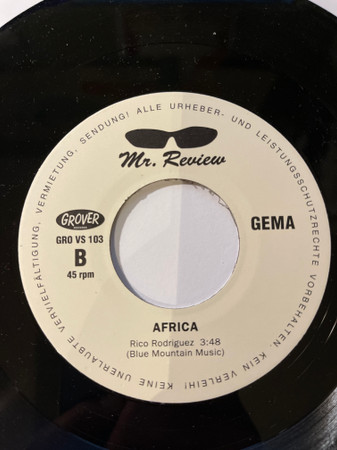 ALLE URHEBER- UND LEISTUNGSSCHUTZRECHTE VORBEHALTEN. KEIN VERLEIH! KEINE UNERLAUBTE VERVIELFÄLTIGUNG, VERMIETUNG, SENDUNG!
Mr. Review
GROVER
GRO VS 103
B
45 rpm
GEMA
AFRICA
Rico Rodriguez 3:48
(Blue Mountain Music)